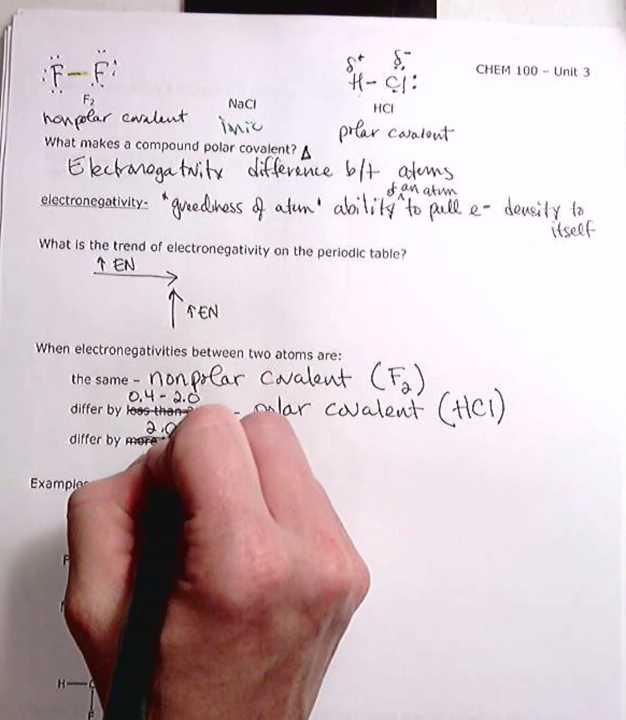 :F — F:
δ+ δ-
H - Cl:
CHEM 100 – Unit 3
F₂
NaCl
HCl
nonpolar covalent
ionic
polar covalent
What makes a compound polar covalent? Δ
Electronegativity difference b/t atoms
of an atom
electronegativity- "greediness of atom" ability to pull e- density to
itself
What is the trend of electronegativity on the periodic table?
↑ EN
↑EN
When electronegativities between two atoms are:
the same – nonpolar covalent (F₂)
0.4 - 2.0
differ by less than polar covalent (HCl)
2.0
differ by more
Examples
H—
F